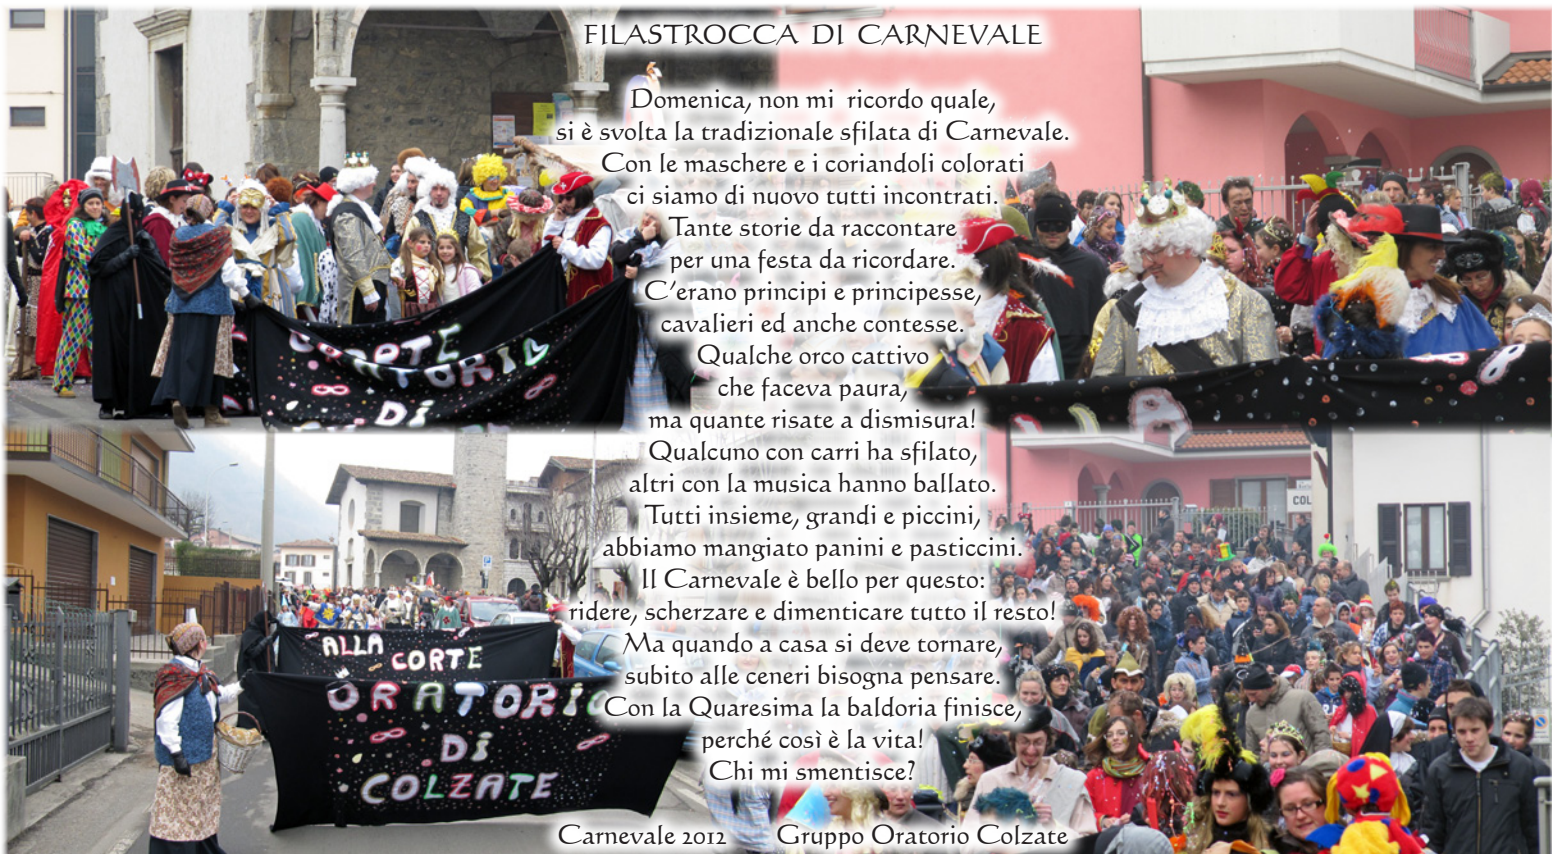 FILASTROCCA DI CARNEVALE
Domenica, non mi ricordo quale,
si è svolta la tradizionale sfilata di Carnevale.
Con le maschere e i coriandoli colorati
ci siamo di nuovo tutti incontrati.
Tante storie da raccontare
per una festa da ricordare.
C'erano principi e principesse,
cavalieri ed anche contesse.
Qualche orco cattivo
che faceva paura,
ma quante risate a dismisura!
Qualcuno con carri ha sfilato,
altri con la musica hanno ballato.
Tutti insieme, grandi e piccini,
abbiamo mangiato panini e pasticcini.
Il Carnevale è bello per questo:
ridere, scherzare e dimenticare tutto il resto!
Ma quando a casa si deve tornare,
subito alle ceneri bisogna pensare.
Con la Quaresima la baldoria finisce,
perché così è la vita!
Chi mi smentisce?
Carnevale 2012 Gruppo Oratorio Colzate
CORTE
ORATORIO
DI
ALLA CORTE
ORATORIO
DI
COLZATE
COL